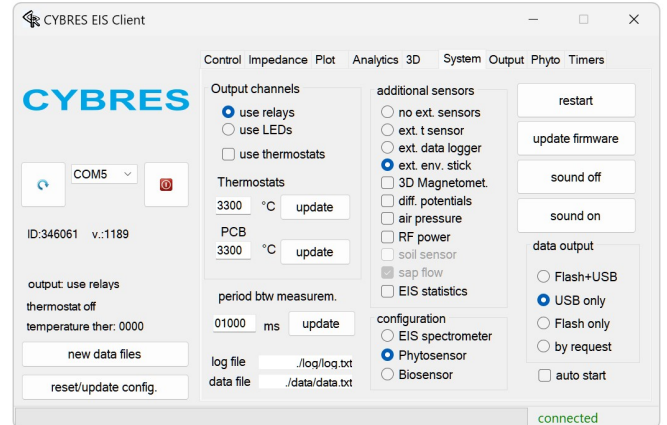 CYBRES EIS Client
Control Impedance Plot Analytics 3D System Output Phyto Timers
CYBRES
COM5
ID:346061 v.:1189
output: use relays
thermostat off
temperature ther: 0000
new data files
reset/update config.
Output channels
use relays
use LEDs
use thermostats
Thermostats
3300 °C update
PCB
3300 °C update
period btw measurem.
01000 ms update
log file ./log/log.txt
data file ./data/data.txt
additional sensors
no ext. sensors
ext. t sensor
ext. data logger
ext. env. stick
3D Magnetomet.
diff. potentials
air pressure
RF power
soil sensor
sap flow
EIS statistics
configuration
EIS spectrometer
Phytosensor
Biosensor
restart
update firmware
sound off
sound on
data output
Flash+USB
USB only
Flash only
by request
auto start
connected